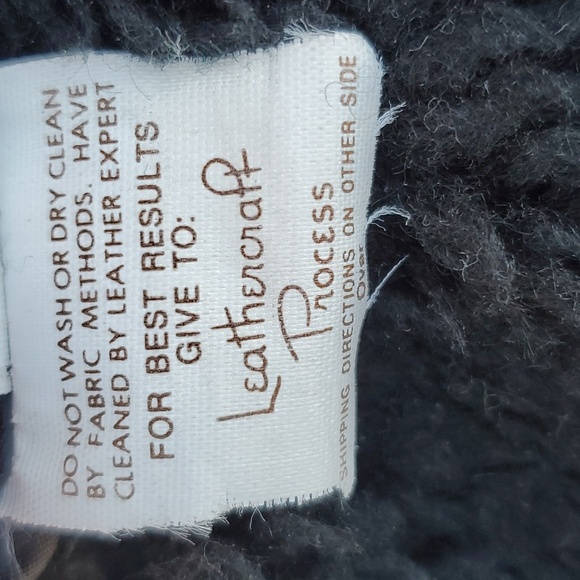 DO NOT WASH OR DRY CLEAN
BY FABRIC METHODS. HAVE
CLEANED BY LEATHER EXPERT
FOR BEST RESULTS
GIVE TO:
Leathercraft
Process
SHIPPING DIRECTIONS ON OTHER SIDE
Over